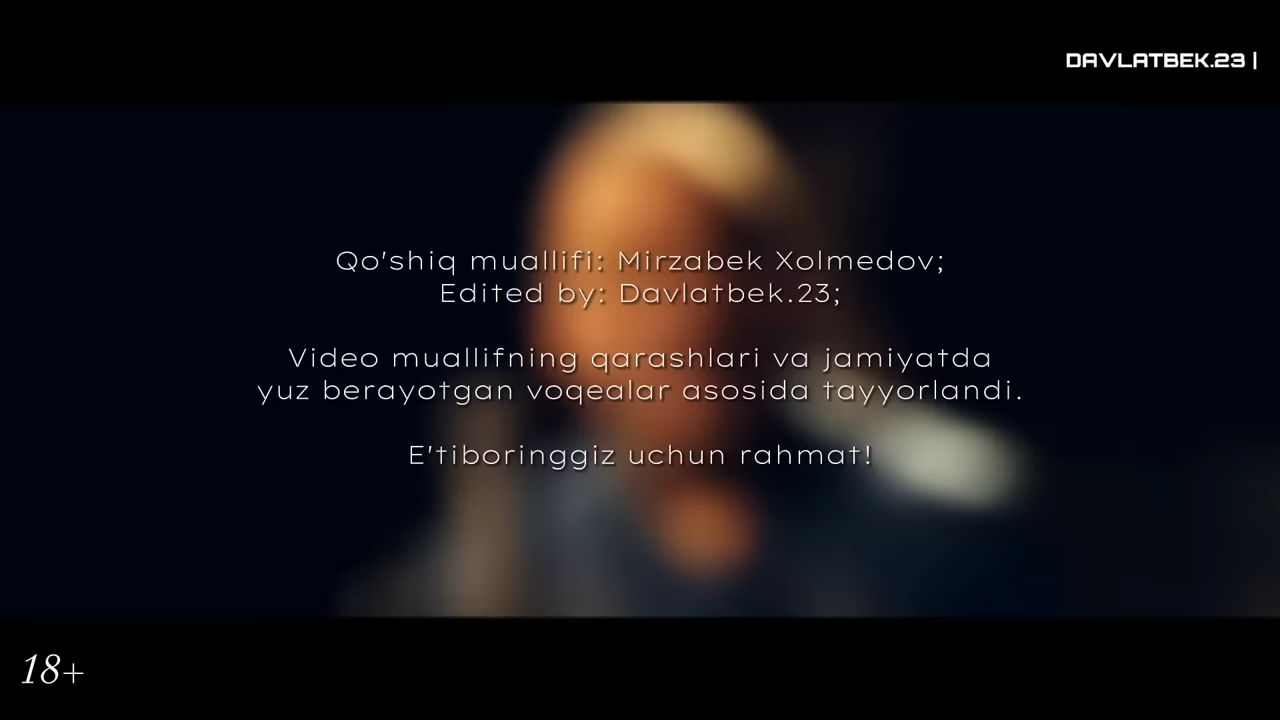 DAVLATBEK.23 |
Qo'shiq muallifi: Mirzabek Xolmedov;
Edited by: Davlatbek.23;
Video muallifning qarashlari va jamiyatda
yuz berayotgan voqealar asosida tayyorlandi.
E'tiboringgiz uchun rahmat!
18+